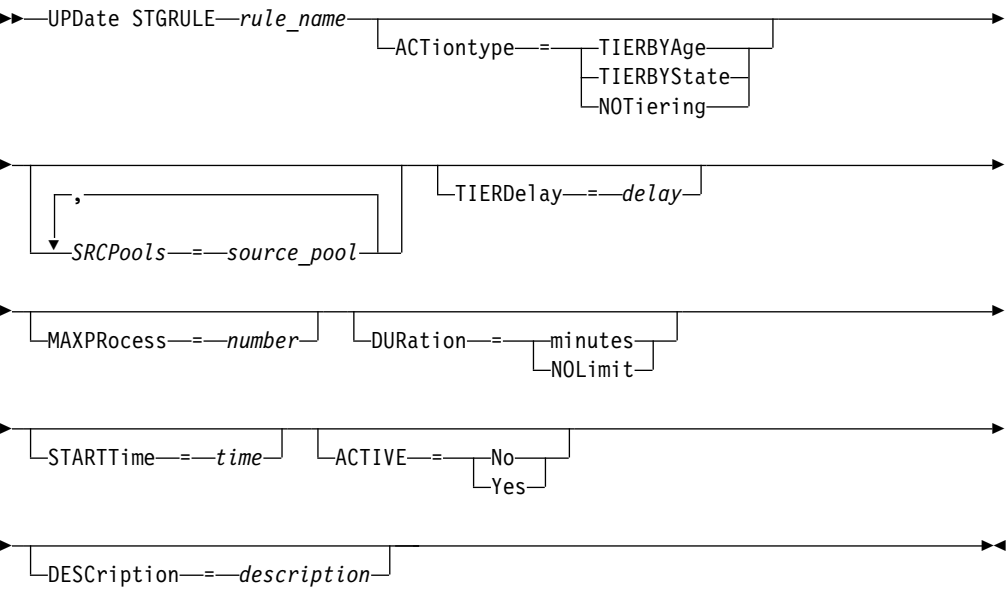 UPDate STGRULE rule_name
ACTiontype = TIERBYAge
TIERBYState
NOTiering
,
SRCPools = source_pool
TIERDelay = delay
MAXPRocess = number
DURation = minutes
NOLimit
STARTTime = time
ACTIVE = No
Yes
DESCription = description